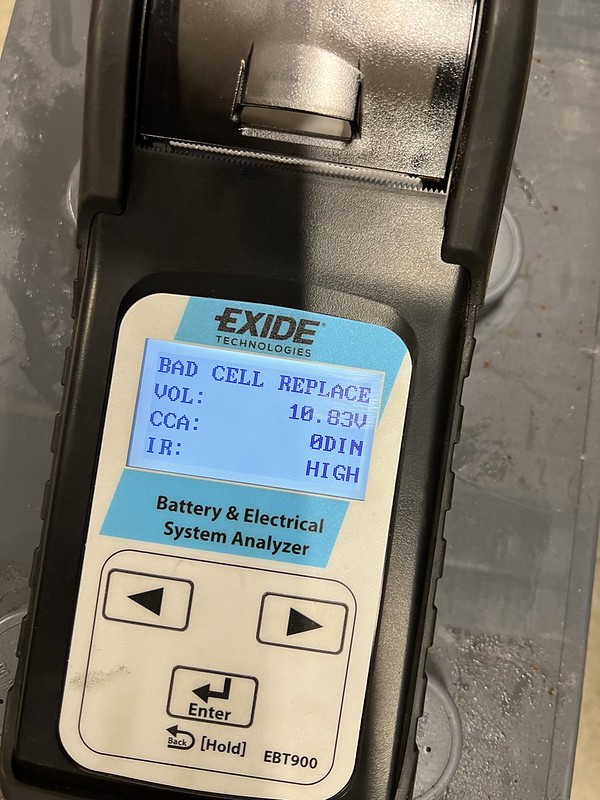 EXIDE
TECHNOLOGIES
BAD CELL REPLACE
VOL: 10.83V
CCA: 0DIN
IR: HIGH
Battery & Electrical
System Analyzer
Enter
Back [Hold] EBT900